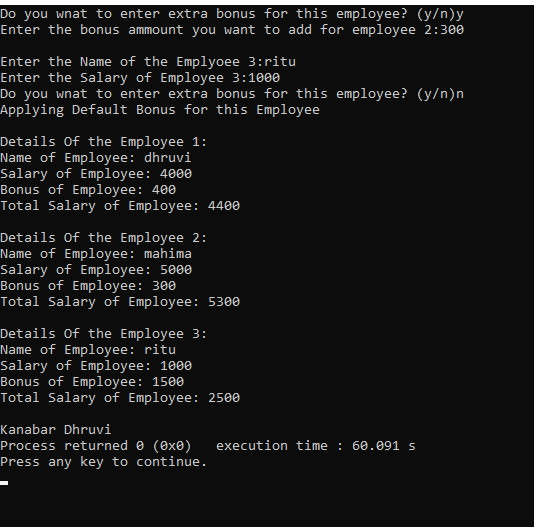 Do you wnat to enter extra bonus for this employee? (y/n)y
Enter the bonus ammount you want to add for employee 2:300
Enter the Name of the Emplyoee 3:ritu
Enter the Salary of Employee 3:1000
Do you wnat to enter extra bonus for this employee? (y/n)n
Applying Default Bonus for this Employee
Details Of the Employee 1:
Name of Employee: dhruvi
Salary of Employee: 4000
Bonus of Employee: 400
Total Salary of Employee: 4400
Details Of the Employee 2:
Name of Employee: mahima
Salary of Employee: 5000
Bonus of Employee: 300
Total Salary of Employee: 5300
Details Of the Employee 3:
Name of Employee: ritu
Salary of Employee: 1000
Bonus of Employee: 1500
Total Salary of Employee: 2500
Kanabar Dhruvi
Process returned 0 (0x0)   execution time : 60.091 s
Press any key to continue.